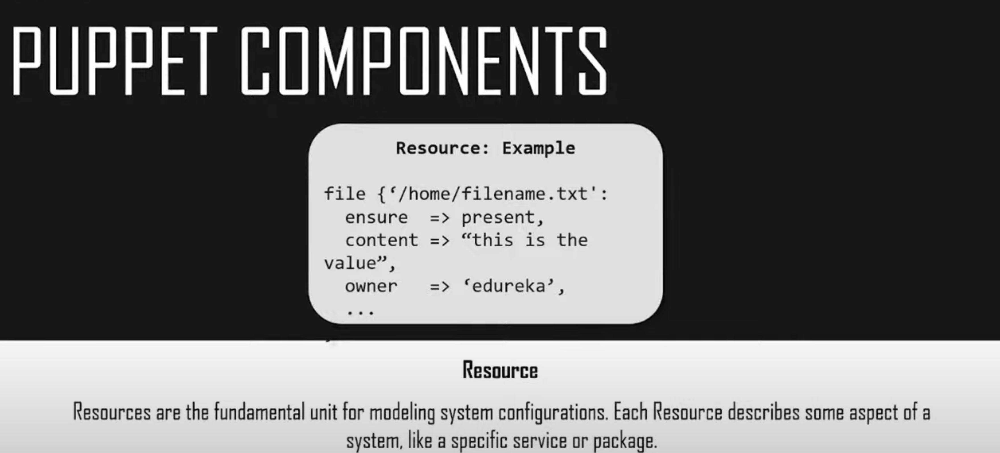 PUPPET COMPONENTS
Resource: Example
file {‘/home/filename.txt':
  ensure  => present,
  content => “this is the
value”,
  owner   => ‘edureka’,
  ...
Resource
Resources are the fundamental unit for modeling system configurations. Each Resource describes some aspect of a
system, like a specific service or package.